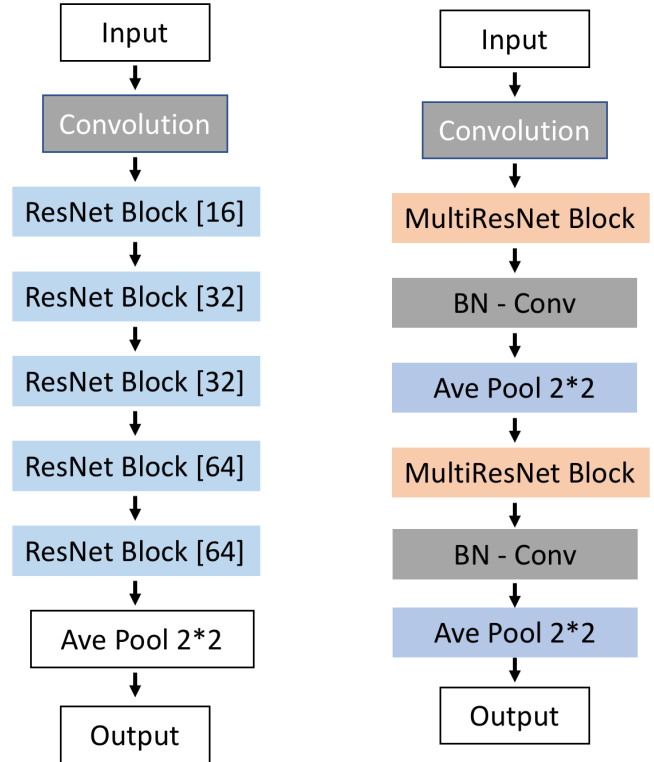 Input
Convolution
ResNet Block [16]
ResNet Block [32]
ResNet Block [32]
ResNet Block [64]
ResNet Block [64]
Ave Pool 2*2
Output
Input
Convolution
MultiResNet Block
BN - Conv
Ave Pool 2*2
MultiResNet Block
BN - Conv
Ave Pool 2*2
Output